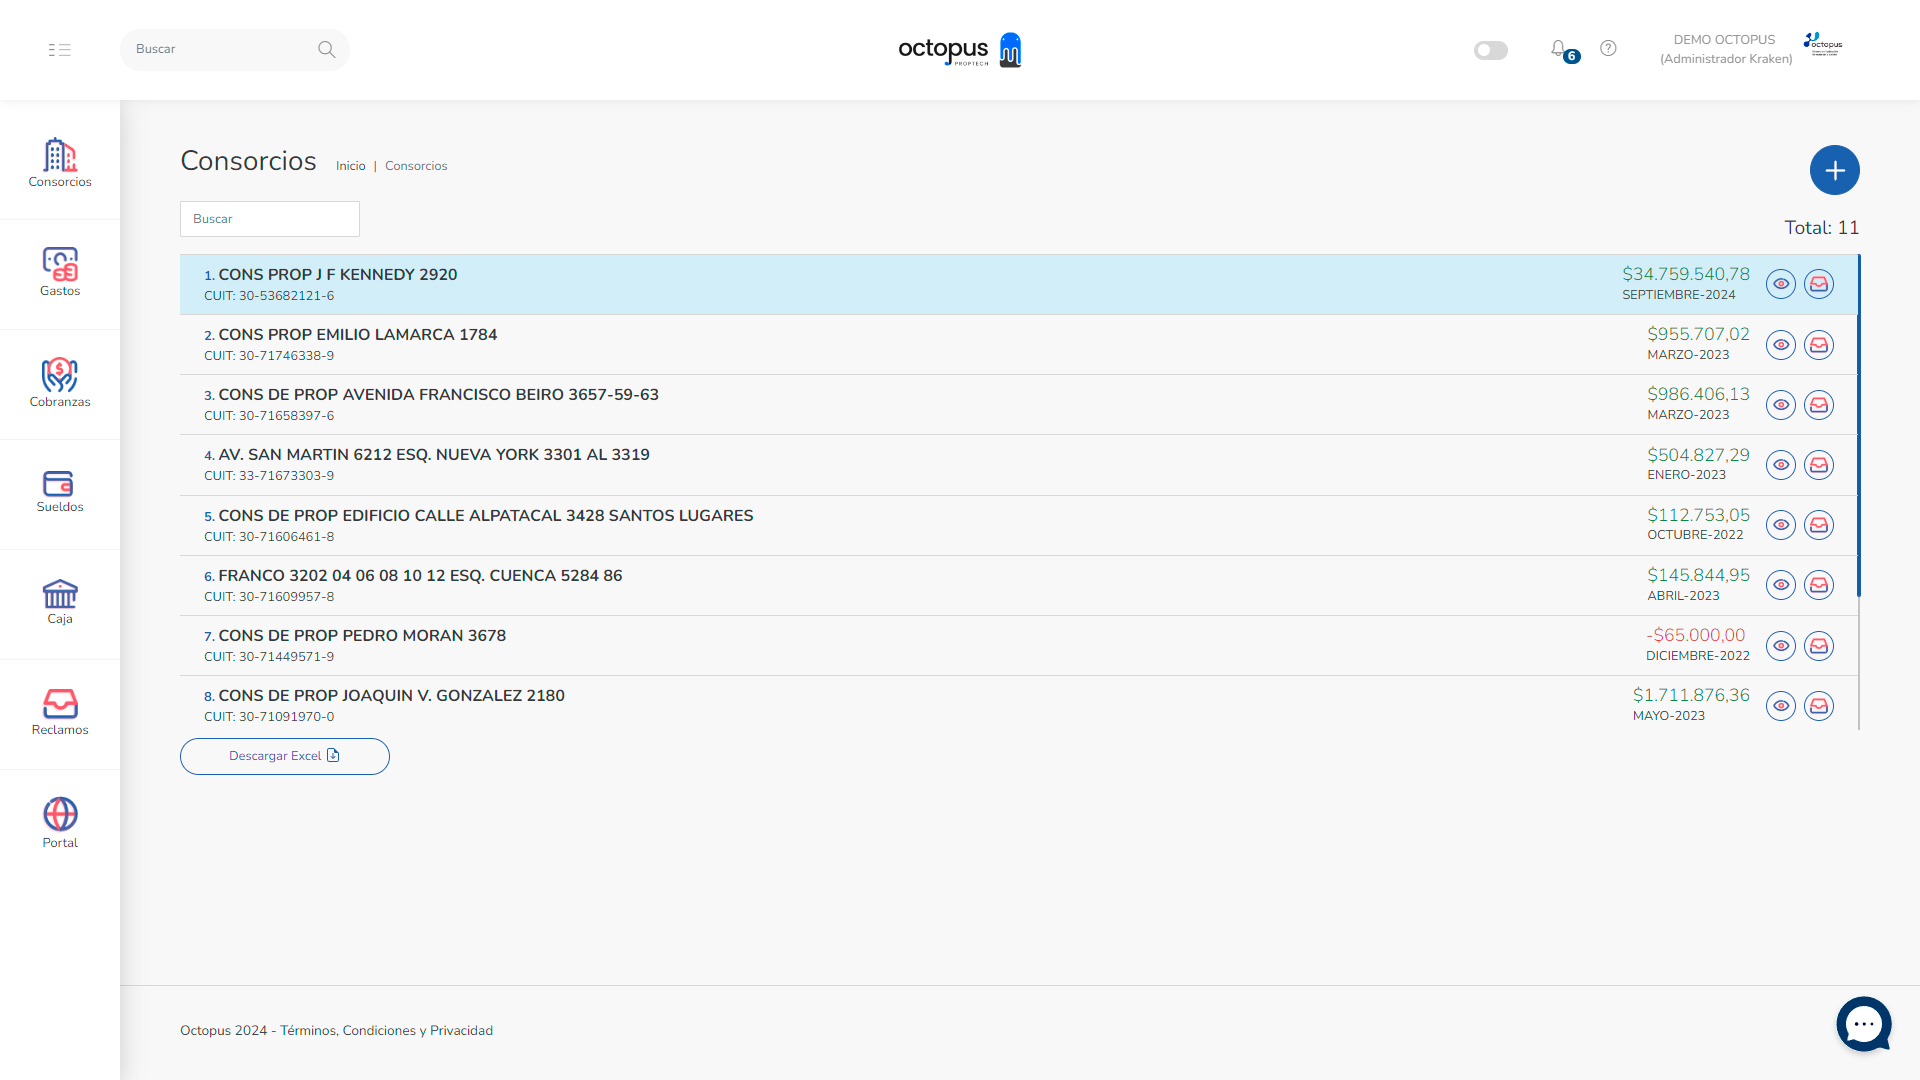 Buscar
octopus
PROPTECH
6
DEMO OCTOPUS
(Administrador Kraken)
octopus
Consorcios
Gastos
Cobranzas
Sueldos
Caja
Reclamos
Portal
Consorcios
Inicio | Consorcios
Buscar
Total: 11
1. CONS PROP J F KENNEDY 2920
CUIT: 30-53682121-6
$34.759.540,78
SEPTIEMBRE-2024
2. CONS PROP EMILIO LAMARCA 1784
CUIT: 30-71746338-9
$955.707,02
MARZO-2023
3. CONS DE PROP AVENIDA FRANCISCO BEIRO 3657-59-63
CUIT: 30-71658397-6
$986.406,13
MARZO-2023
4. AV. SAN MARTIN 6212 ESQ. NUEVA YORK 3301 AL 3319
CUIT: 33-71673303-9
$504.827,29
ENERO-2023
5. CONS DE PROP EDIFICIO CALLE ALPATACAL 3428 SANTOS LUGARES
CUIT: 30-71606461-8
$112.753,05
OCTUBRE-2022
6. FRANCO 3202 04 06 08 10 12 ESQ. CUENCA 5284 86
CUIT: 30-71609957-8
$145.844,95
ABRIL-2023
7. CONS DE PROP PEDRO MORAN 3678
CUIT: 30-71449571-9
-$65.000,00
DICIEMBRE-2022
8. CONS DE PROP JOAQUIN V. GONZALEZ 2180
CUIT: 30-71091970-0
$1.711.876,36
MAYO-2023
Descargar Excel
Octopus 2024 - Términos, Condiciones y Privacidad